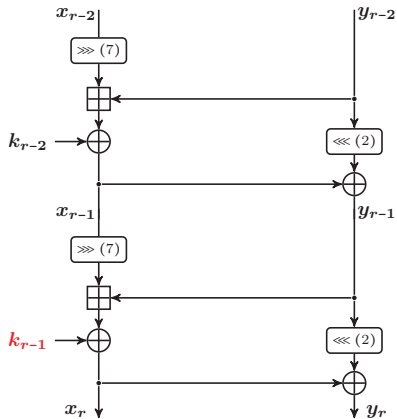 x_{r-2} y_{r-2}
⋙ (7)
k_{r-2} ⋘ (2)
x_{r-1} y_{r-1}
⋙ (7)
k_{r-1} ⋘ (2)
x_r y_r